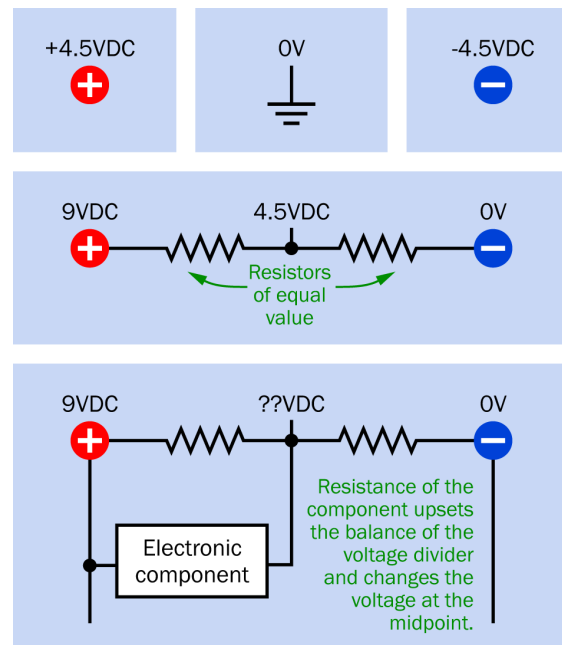 +4.5VDC
0V
-4.5VDC
9VDC
4.5VDC
0V
Resistors
of equal
value
9VDC
??VDC
0V
Electronic
component
Resistance of the
component upsets
the balance of the
voltage divider
and changes the
voltage at the
midpoint.